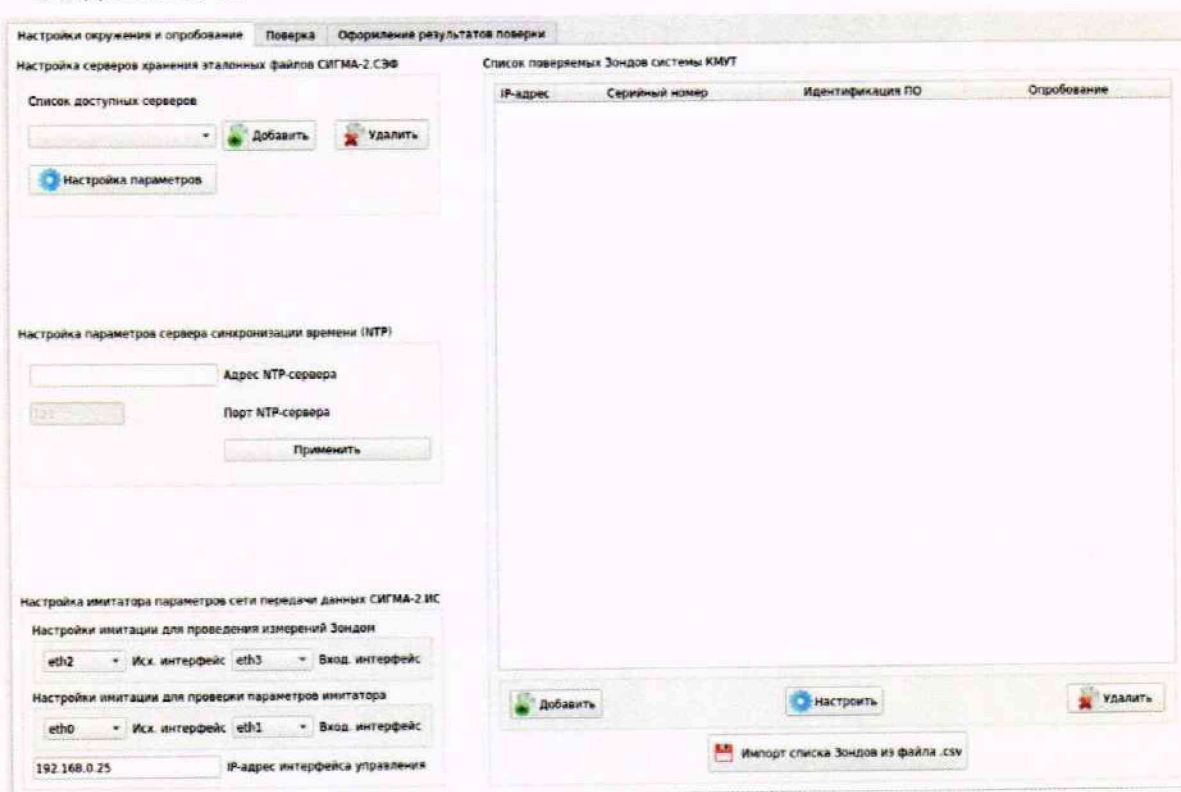 Настройки окружения и опробование Поверка Оформление результатов поверки
Настройка серверов хранения эталонных файлов СИГМА-2.СЭФ
Список доступных серверов
Добавить Удалить
Настройка параметров
Настройка параметров сервера синхронизации времени (NTP)
Адрес NTP-сервера
123 Порт NTP-сервера
Применить
Настройка имитатора параметров сети передачи данных СИГМА-2.ИС
Настройки имитации для проведения измерений Зондом
eth2 Исх. интерфейс eth3 Вход. интерфейс
Настройки имитации для проверки параметров имитатора
eth0 Исх. интерфейс eth1 Вход. интерфейс
192.168.0.25 IP-адрес интерфейса управления
Список поверяемых Зондов системы КМУТ
IP-адрес Серийный номер Идентификация ПО Опробование
Добавить Настроить Удалить
Импорт списка Зондов из файла .csv